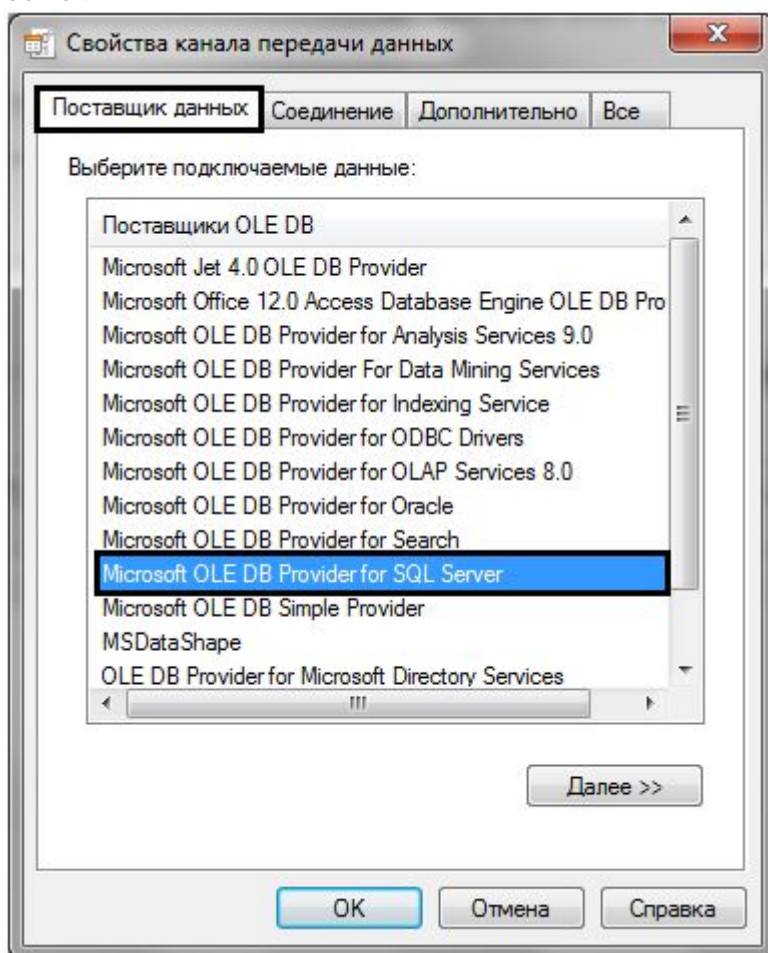 Свойства канала передачи данных
Поставщик данных Соединение Дополнительно Все
Выберите подключаемые данные:
Поставщики OLE DB
Microsoft Jet 4.0 OLE DB Provider
Microsoft Office 12.0 Access Database Engine OLE DB Pro
Microsoft OLE DB Provider for Analysis Services 9.0
Microsoft OLE DB Provider For Data Mining Services
Microsoft OLE DB Provider for Indexing Service
Microsoft OLE DB Provider for ODBC Drivers
Microsoft OLE DB Provider for OLAP Services 8.0
Microsoft OLE DB Provider for Oracle
Microsoft OLE DB Provider for Search
Microsoft OLE DB Provider for SQL Server
Microsoft OLE DB Simple Provider
MSDataShape
OLE DB Provider for Microsoft Directory Services
Далее >>
OK Отмена Справка